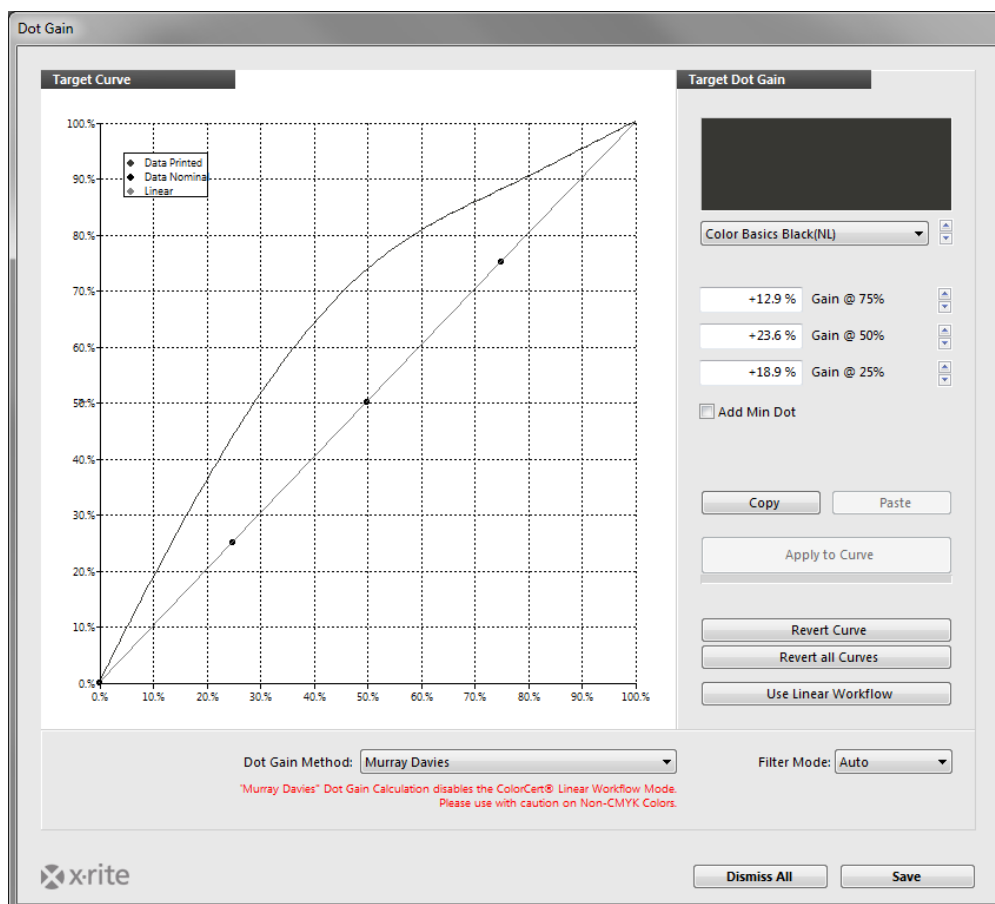 Dot Gain
Target Curve
100.%
90.%
80.%
70.%
60.%
50.%
40.%
30.%
20.%
10.%
0.%
0.%
10.%
20.%
30.%
40.%
50.%
60.%
70.%
80.%
90.%
100.%
Data Printed
Data Nominal
Linear
Target Dot Gain
Color Basics Black(NL)
+12.9 % Gain @ 75%
+23.6 % Gain @ 50%
+18.9 % Gain @ 25%
Add Min Dot
Copy Paste
Apply to Curve
Revert Curve
Revert all Curves
Use Linear Workflow
Dot Gain Method: Murray Davies Filter Mode: Auto
"Murray Davies" Dot Gain Calculation disables the ColorCert® Linear Workflow Mode.
Please use with caution on Non-CMYK Colors.
x·rite
Dismiss All Save